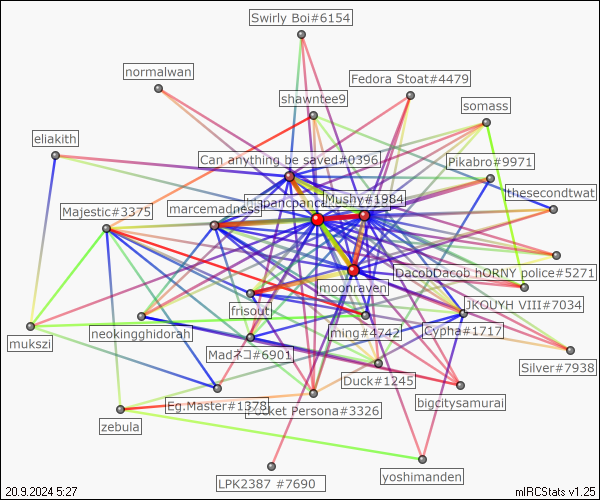 Swirly Boi#6154
normalwan
Fedora Stoat#4479
shawntee9
somass
eliakith
Can anything be saved#0396
Pikabro#9971
Mushy#1984
thesecondtwat
Majestic#3375
marcemadness
moonraven
DacobDacob hORNY police#5271
frisout
JKOUYH VIII#7034
mukszi
neokingghidorah
ming#4742
Cypha#1717
Madネコ#6901
Silver#7938
Duck#1245
Eg.Master#1378
bigcitysamurai
Pocket Persona#3326
zebula
LPK2387 #7690
yoshimanden
20.9.2024 5:27
mIRCStats v1.25